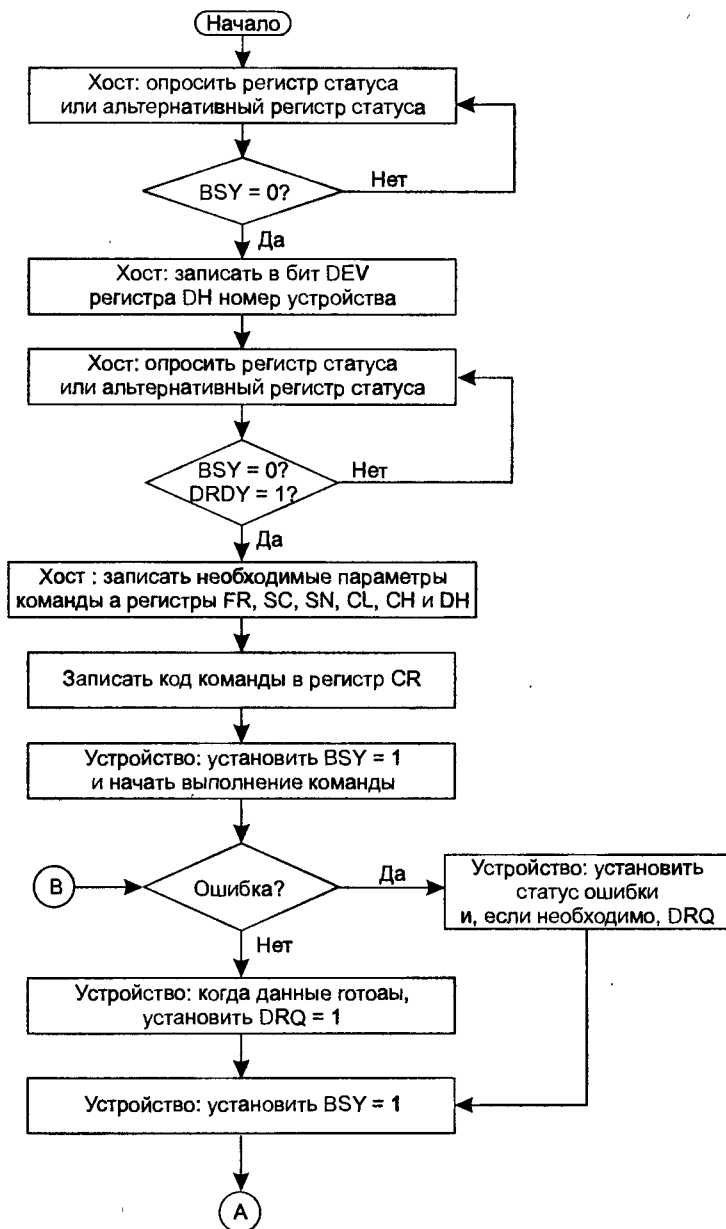 Начало
Хост: опросить регистр статуса
или альтернативный регистр статуса
BSY = 0?
Нет
Да
Хост: записать в бит DEV
регистра DH номер устройства
Хост: опросить регистр статуса
или альтернативный регистр статуса
BSY = 0?
DRDY = 1?
Нет
Да
Хост : записать необходимые параметры
команды а регистры FR, SC, SN, CL, CH и DH
Записать код команды в регистр CR
Устройство: установить BSY = 1
и начать выполнение команды
B
Ошибка?
Да
Устройство: установить
статус ошибки
и, если необходимо, DRQ
Нет
Устройство: когда данные готоаы,
установить DRQ = 1
Устройство: установить BSY = 1
A